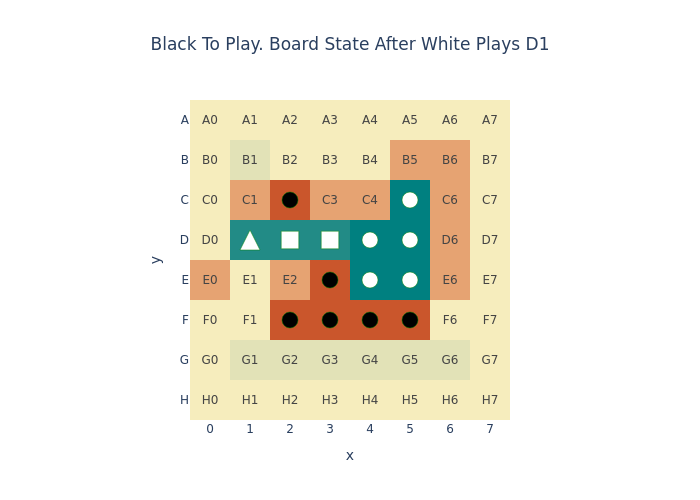 Black To Play. Board State After White Plays D1
A A0 A1 A2 A3 A4 A5 A6 A7
B B0 B1 B2 B3 B4 B5 B6 B7
C C0 C1 C3 C4 C6 C7
D D0 D6 D7
E E0 E1 E2 E6 E7
F F0 F1 F6 F7
G G0 G1 G2 G3 G4 G5 G6 G7
H H0 H1 H2 H3 H4 H5 H6 H7
0 1 2 3 4 5 6 7
x
y